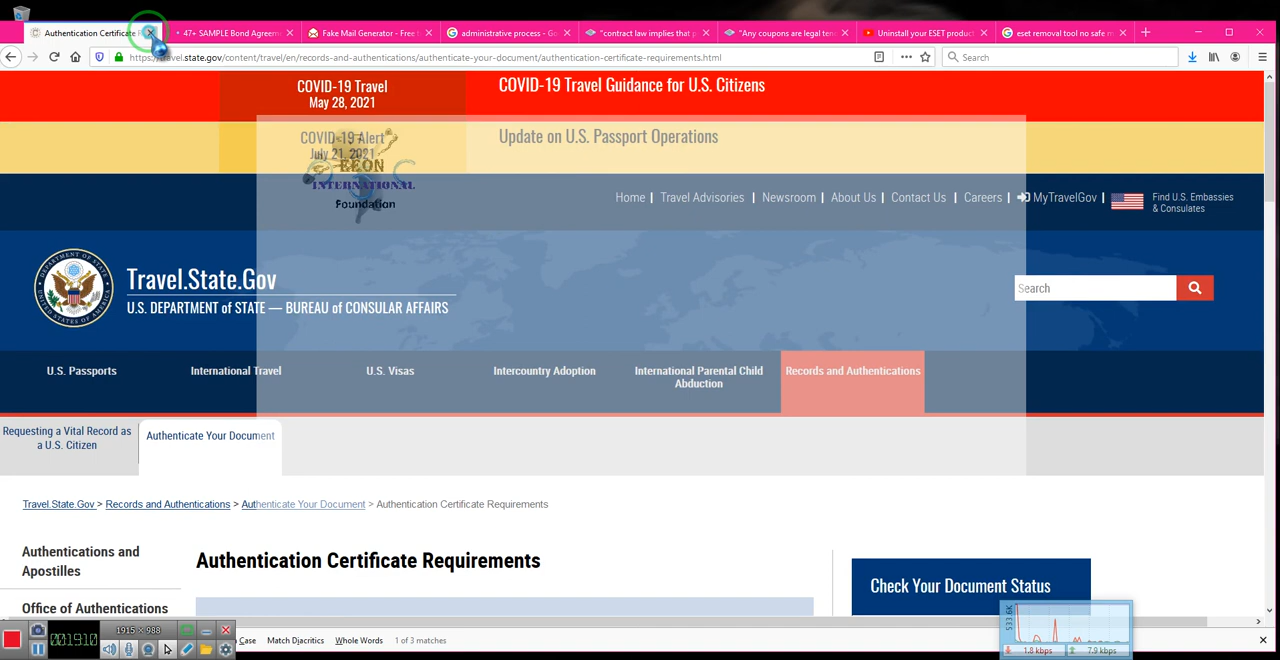 Authentication Certificate
47+ SAMPLE Bond Agreeme
Fake Mail Generator - Free t
administrative process - Go
"contract law implies that p
"Any coupons are legal ten
Uninstall your ESET product
eset removal tool no safe m
https://travel.state.gov/content/travel/en/records-and-authentications/authenticate-your-document/authentication-certificate-requirements.html
Search
COVID-19 Travel
May 28, 2021
COVID-19 Travel Guidance for U.S. Citizens
COVID-19 Alert
July 21, 2021
Update on U.S. Passport Operations
EEON
INTERNATIONAL
Foundation
Home | Travel Advisories | Newsroom | About Us | Contact Us | Careers | MyTravelGov | Find U.S. Embassies
& Consulates
Travel.State.Gov
U.S. DEPARTMENT of STATE — BUREAU of CONSULAR AFFAIRS
Search
U.S. Passports
International Travel
U.S. Visas
Intercountry Adoption
International Parental Child
Abduction
Records and Authentications
Requesting a Vital Record as
a U.S. Citizen
Authenticate Your Document
Travel.State.Gov > Records and Authentications > Authenticate Your Document > Authentication Certificate Requirements
Authentications and
Apostilles
Office of Authentications
Authentication Certificate Requirements
Check Your Document Status
533.6K
1.8 kbps 7.9 kbps
00:19:10
1915 x 988
Case Match Diacritics Whole Words 1 of 3 matches